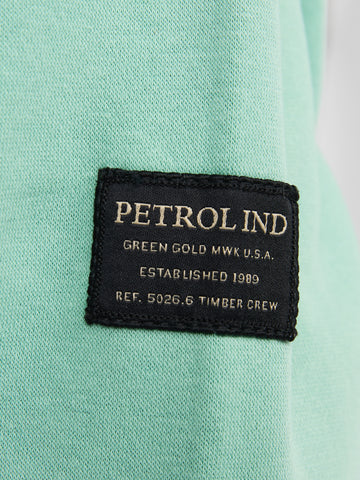 PETROL IND
GREEN GOLD MWK U.S.A.
ESTABLISHED 1989
REF. 5026.6 TIMBER CREW